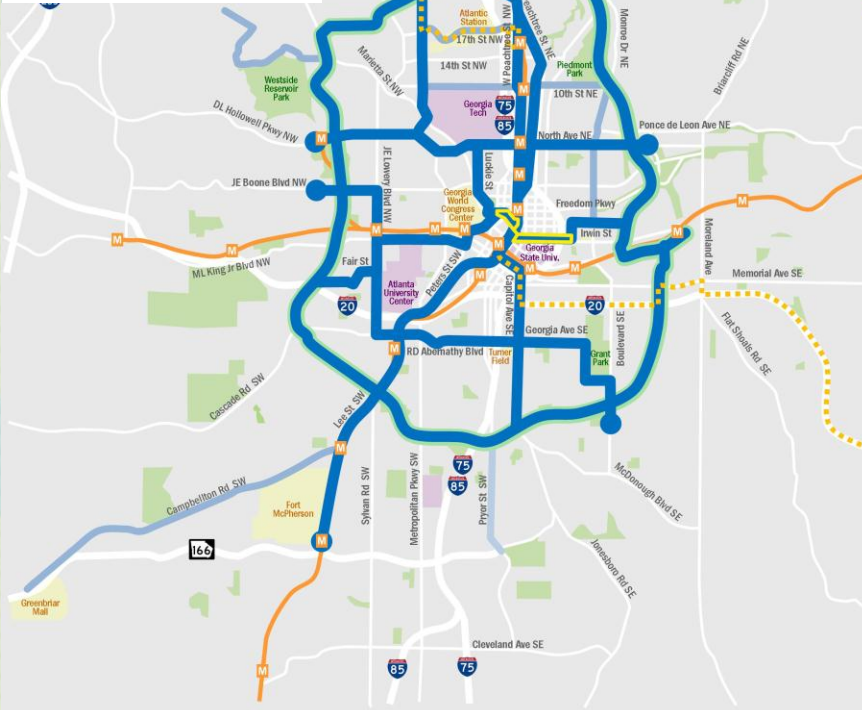 Atlantic
Station
17th St NW
W Peachtree St NW
Peachtree St NE
Monroe Dr NE
Briarcliff Rd NE
Marietta St NW
14th St NW
Piedmont
Park
Westside
Reservoir
Park
10th St NE
Georgia
Tech
75
85
DL Hollowell Pkwy NW
M
North Ave NE
Ponce de Leon Ave NE
M
M
M
M
JE Lowery Blvd NW
Luckie St
JE Boone Blvd NW
M
Georgia
World
Congress
Center
Freedom Pkwy
M
M
M
M
M
Irwin St
M
M
M
M
Moreland Ave
Georgia
State Univ.
M
M
Fair St
Peters St SW
ML King Jr Blvd NW
Atlanta
University
Center
M
Capitol Ave SE
Memorial Ave SE
20
20
Georgia Ave SE
Boulevard SE
Flat Shoals Rd SE
M
RD Abernathy Blvd
Turner
Field
Grant
Park
Cascade Rd SW
Lee St SW
M
75
85
Campbellton Rd SW
Sylvan Rd SW
Metropolitan Pkwy SW
Pryor St SW
McDonough Blvd SE
Fort
McPherson
M
166
Jonesboro Rd SE
Greenbriar
Mall
Cleveland Ave SE
M
85
75